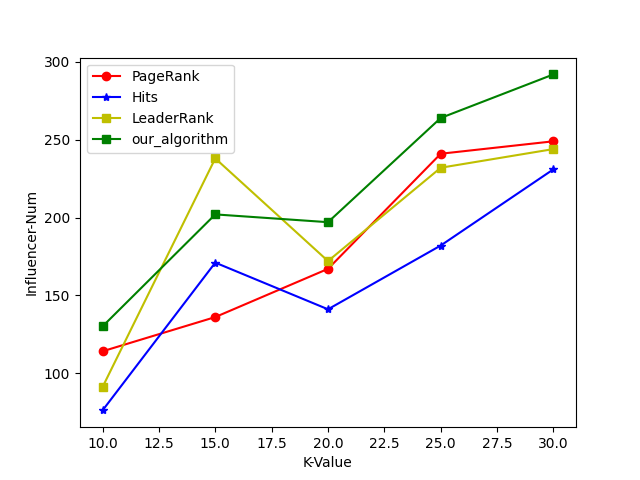 PageRank
Hits
LeaderRank
our_algorithm
300
250
200
150
100
Influencer-Num
10.0 12.5 15.0 17.5 20.0 22.5 25.0 27.5 30.0
K-Value